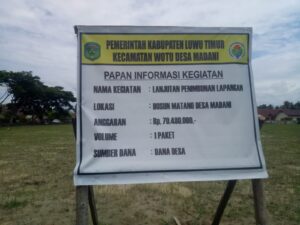 PEMERINTAH KABUPATEN LUWU TIMUR
KECAMATAN WOTU DESA MADANI
PAPAN INFORMASI KEGIATAN
NAMA KEGIATAN : LANJUTAN PENIMBUNAN LAPANGAN
LOKASI : DUSUN MATANO DESA MADANI
ANGGARAN : Rp. 70.480.000,-
VOLUME : 1 PAKET
SUMBER DANA : DANA DESA